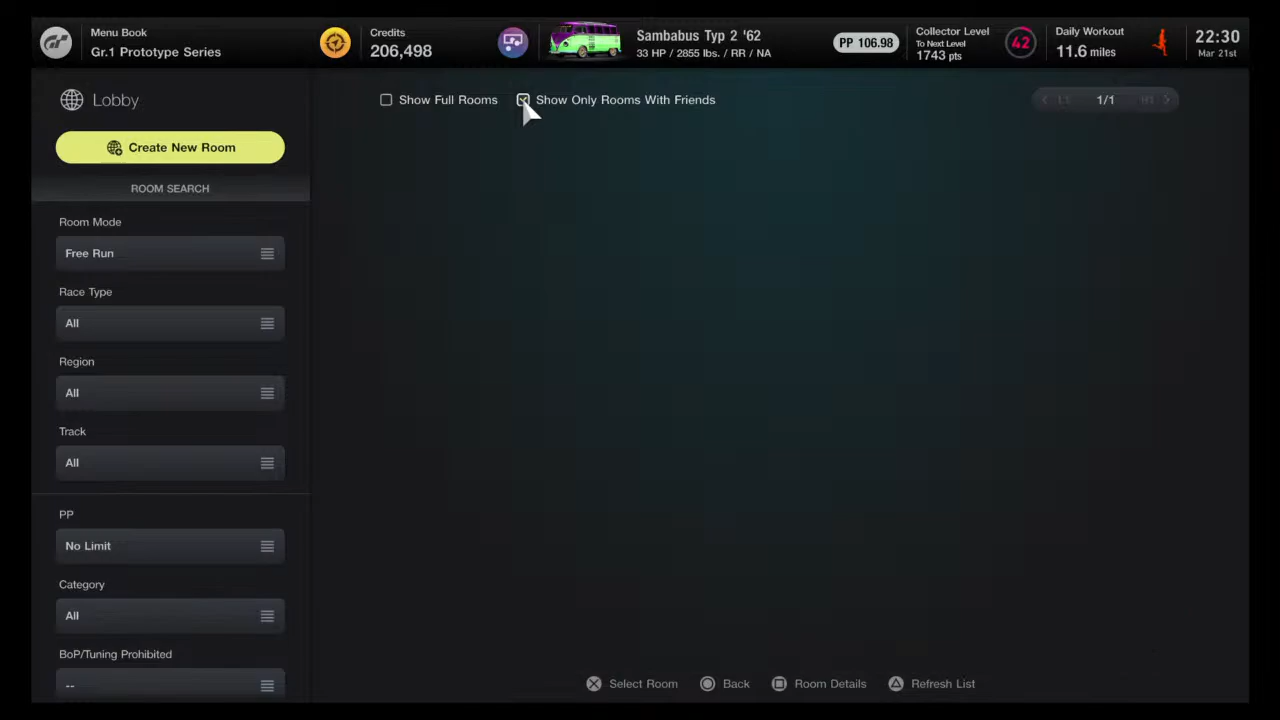 Menu Book
Gr.1 Prototype Series
Credits
206,498
Sambabus Typ 2 '62
33 HP / 2855 lbs. / RR / NA
PP 106.98
Collector Level
To Next Level
1743 pts
42
Daily Workout
11.6 miles
22:30
Mar 21st
Lobby
Show Full Rooms
Show Only Rooms With Friends
L1
1/1
R1
Create New Room
ROOM SEARCH
Room Mode
Free Run
Race Type
All
Region
All
Track
All
PP
No Limit
Category
All
BoP/Tuning Prohibited
--
Select Room
Back
Room Details
Refresh List